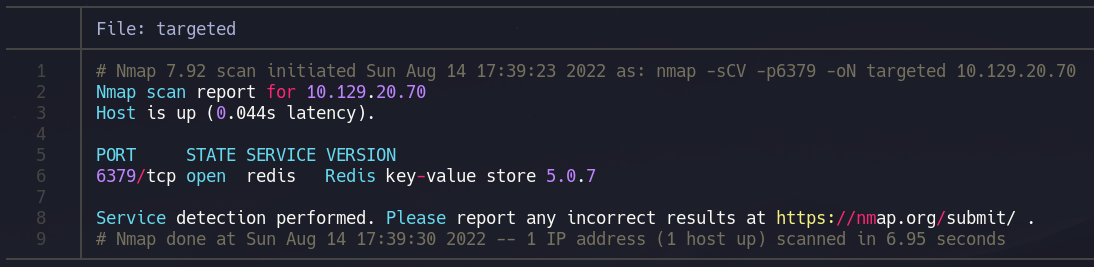 File: targeted
1 # Nmap 7.92 scan initiated Sun Aug 14 17:39:23 2022 as: nmap -sCV -p6379 -oN targeted 10.129.20.70
2 Nmap scan report for 10.129.20.70
3 Host is up (0.044s latency).
4
5 PORT     STATE SERVICE VERSION
6 6379/tcp open  redis   Redis key-value store 5.0.7
7
8 Service detection performed. Please report any incorrect results at https://nmap.org/submit/ .
9 # Nmap done at Sun Aug 14 17:39:30 2022 -- 1 IP address (1 host up) scanned in 6.95 seconds